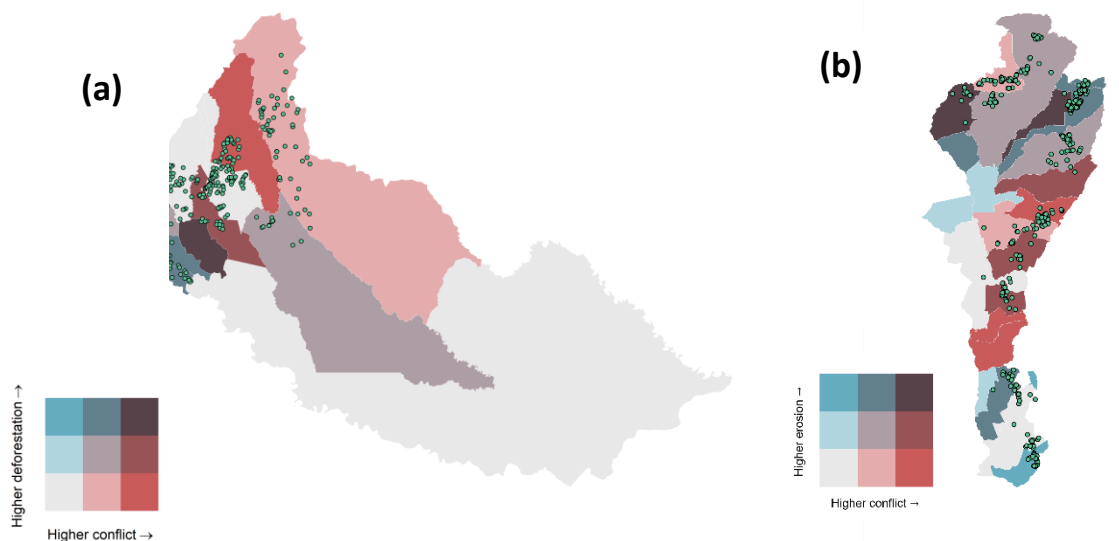 (a)
(b)
Higher deforestation →
Higher conflict →
Higher erosion →
Higher conflict →